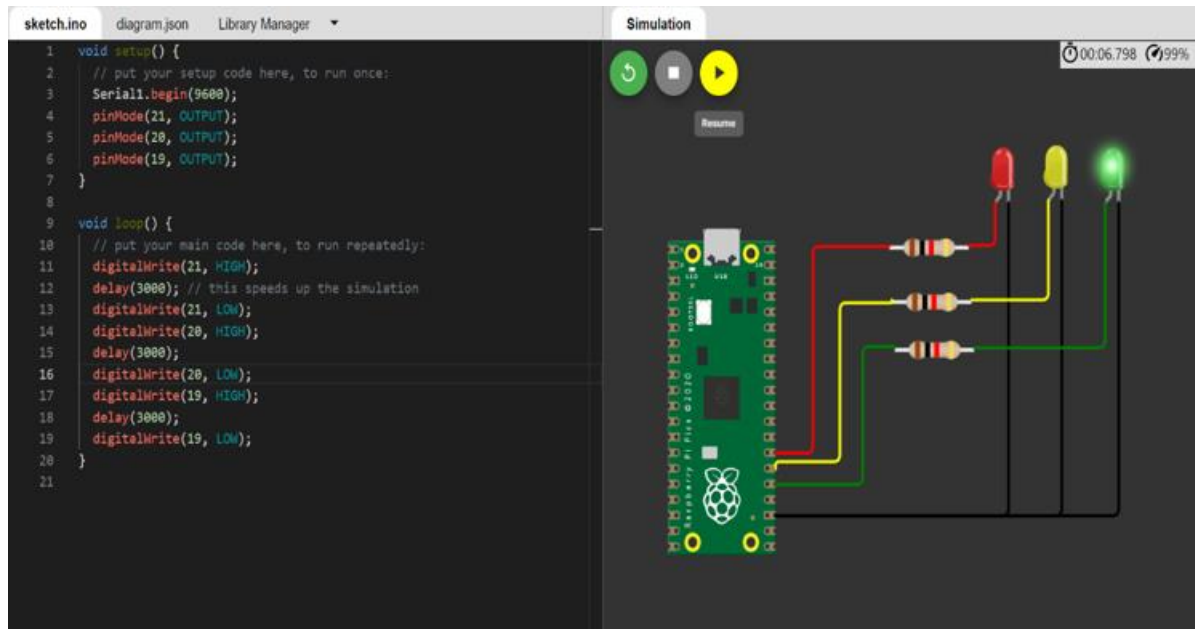 sketch.ino diagram.json Library Manager
1 void setup() {
2 // put your setup code here, to run once:
3 Serial1.begin(9600);
4 pinMode(21, OUTPUT);
5 pinMode(20, OUTPUT);
6 pinMode(19, OUTPUT);
7 }
8
9 void loop() {
10 // put your main code here, to run repeatedly:
11 digitalWrite(21, HIGH);
12 delay(3000); // this speeds up the simulation
13 digitalWrite(21, LOW);
14 digitalWrite(20, HIGH);
15 delay(3000);
16 digitalWrite(20, LOW);
17 digitalWrite(19, HIGH);
18 delay(3000);
19 digitalWrite(19, LOW);
20 }
21
Simulation
00:06.798 99%
Resume
LED USB
BOOTSEL
Raspberry Pi Pico ©2020